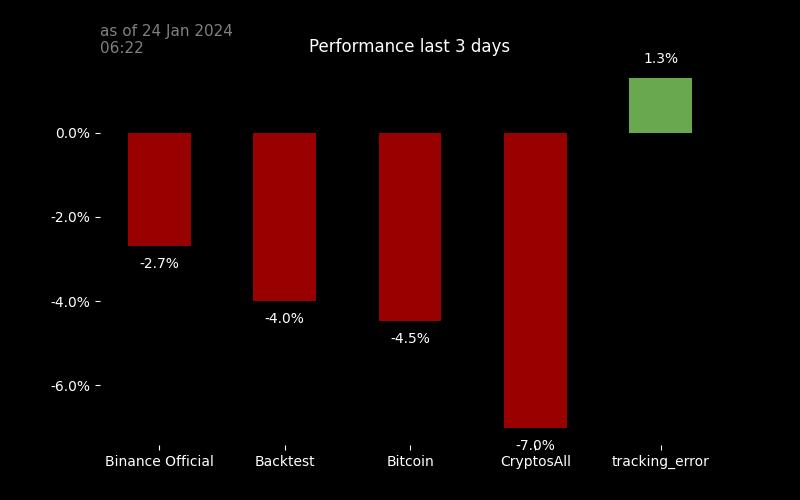 as of 24 Jan 2024
06:22
Performance last 3 days
1.3%
0.0%
-2.0%
-2.7%
-4.0%
-4.0%
-4.5%
-6.0%
-7.0%
Binance Official
Backtest
Bitcoin
CryptosAll
tracking_error